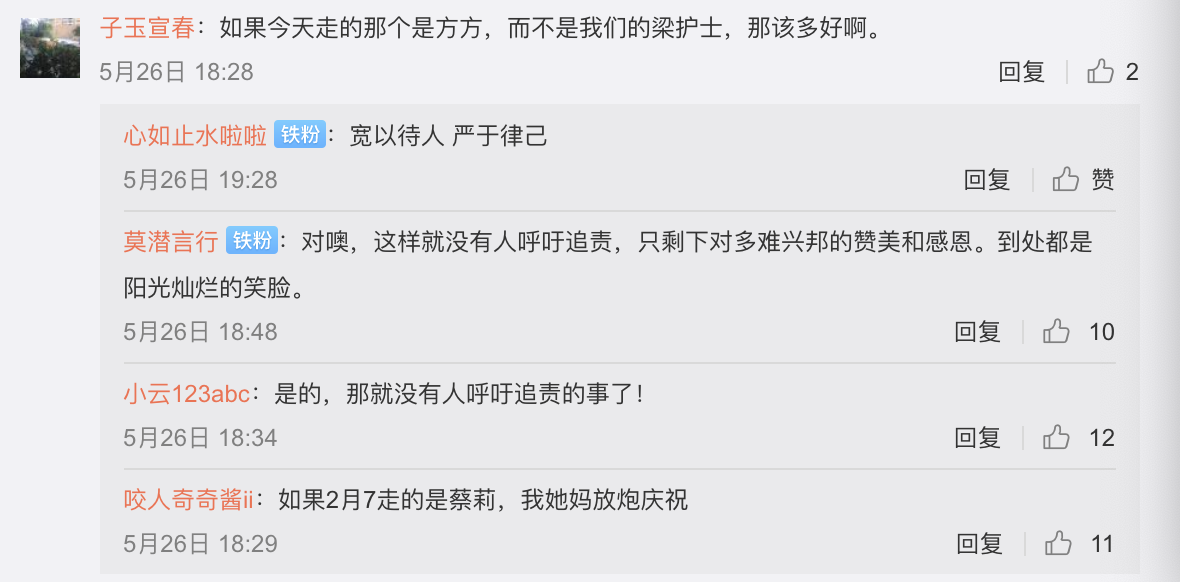 子玉宣春：如果今天走的那个是方方，而不是我们的梁护士，那该多好啊。
5月26日 18:28 回复 2
心如止水啦啦 铁粉：宽以待人 严于律己
5月26日 19:28 回复 赞
莫潜言行 铁粉：对噢，这样就没有人呼吁追责，只剩下对多难兴邦的赞美和感恩。到处都是
阳光灿烂的笑脸。
5月26日 18:48 回复 10
小云123abc：是的，那就没有人呼吁追责的事了！
5月26日 18:34 回复 12
咬人奇奇酱ii：如果2月7走的是蔡莉，我她妈放炮庆祝
5月26日 18:29 回复 11